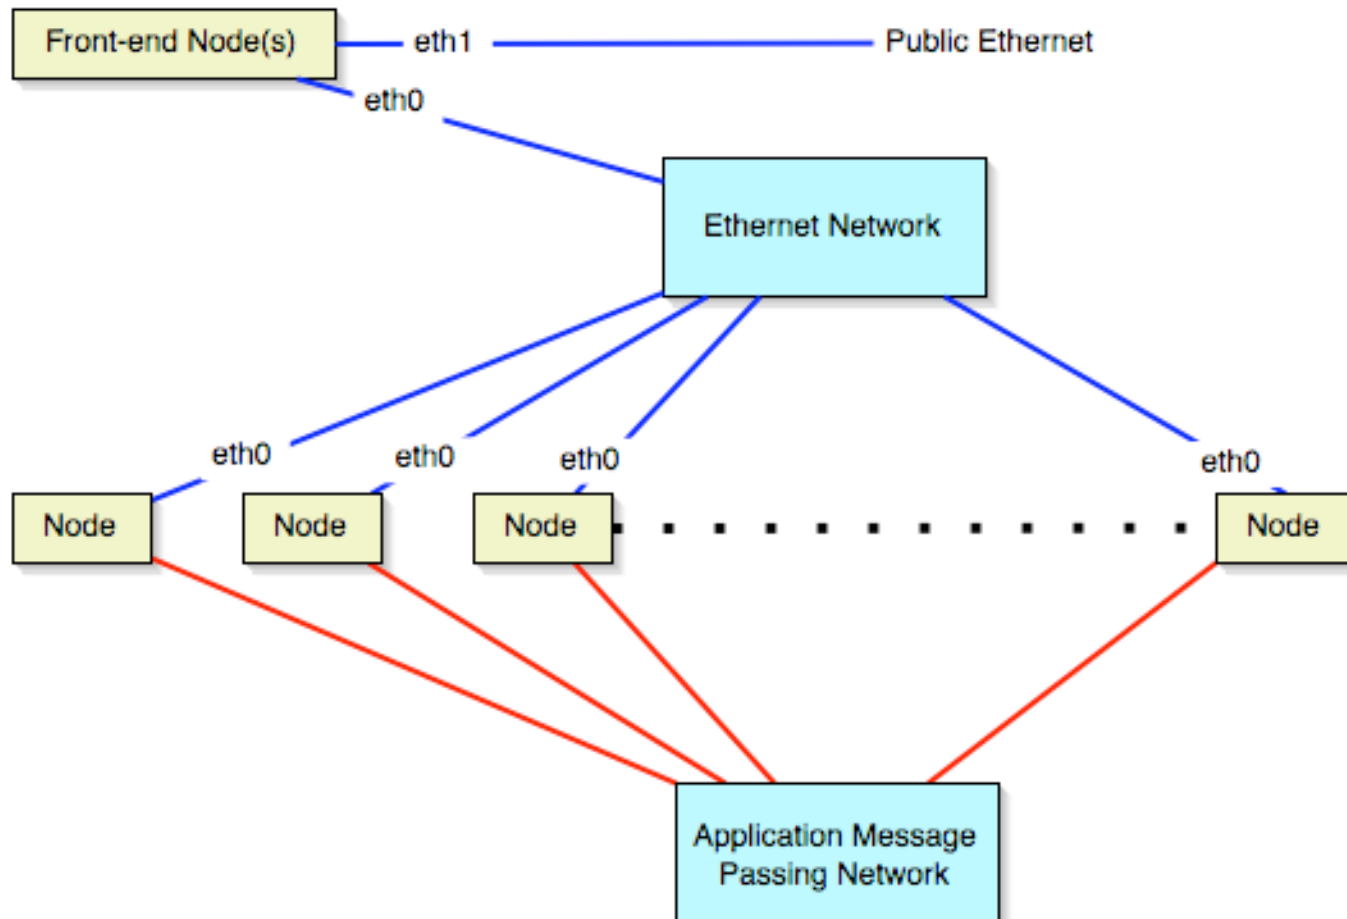 Front-end Node(s)
eth1
Public Ethernet
eth0
Ethernet Network
eth0
eth0
eth0
eth0
Node
Node
Node
Node
Application Message
Passing Network